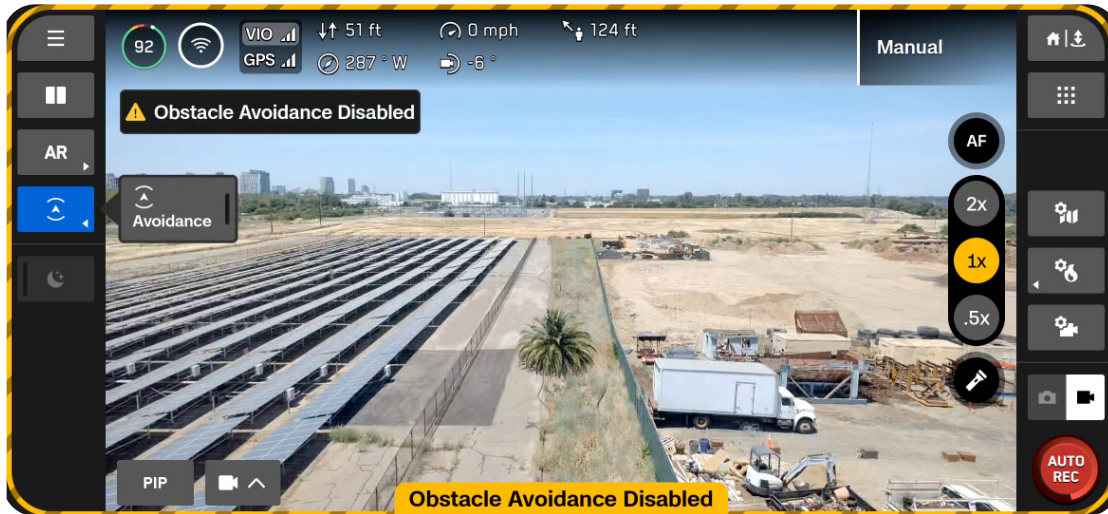 92
VIO
GPS
51 ft
287 ° W
0 mph
-6 °
124 ft
Manual
Obstacle Avoidance Disabled
AR
Avoidance
AF
2x
1x
.5x
PIP
AUTO
REC
Obstacle Avoidance Disabled